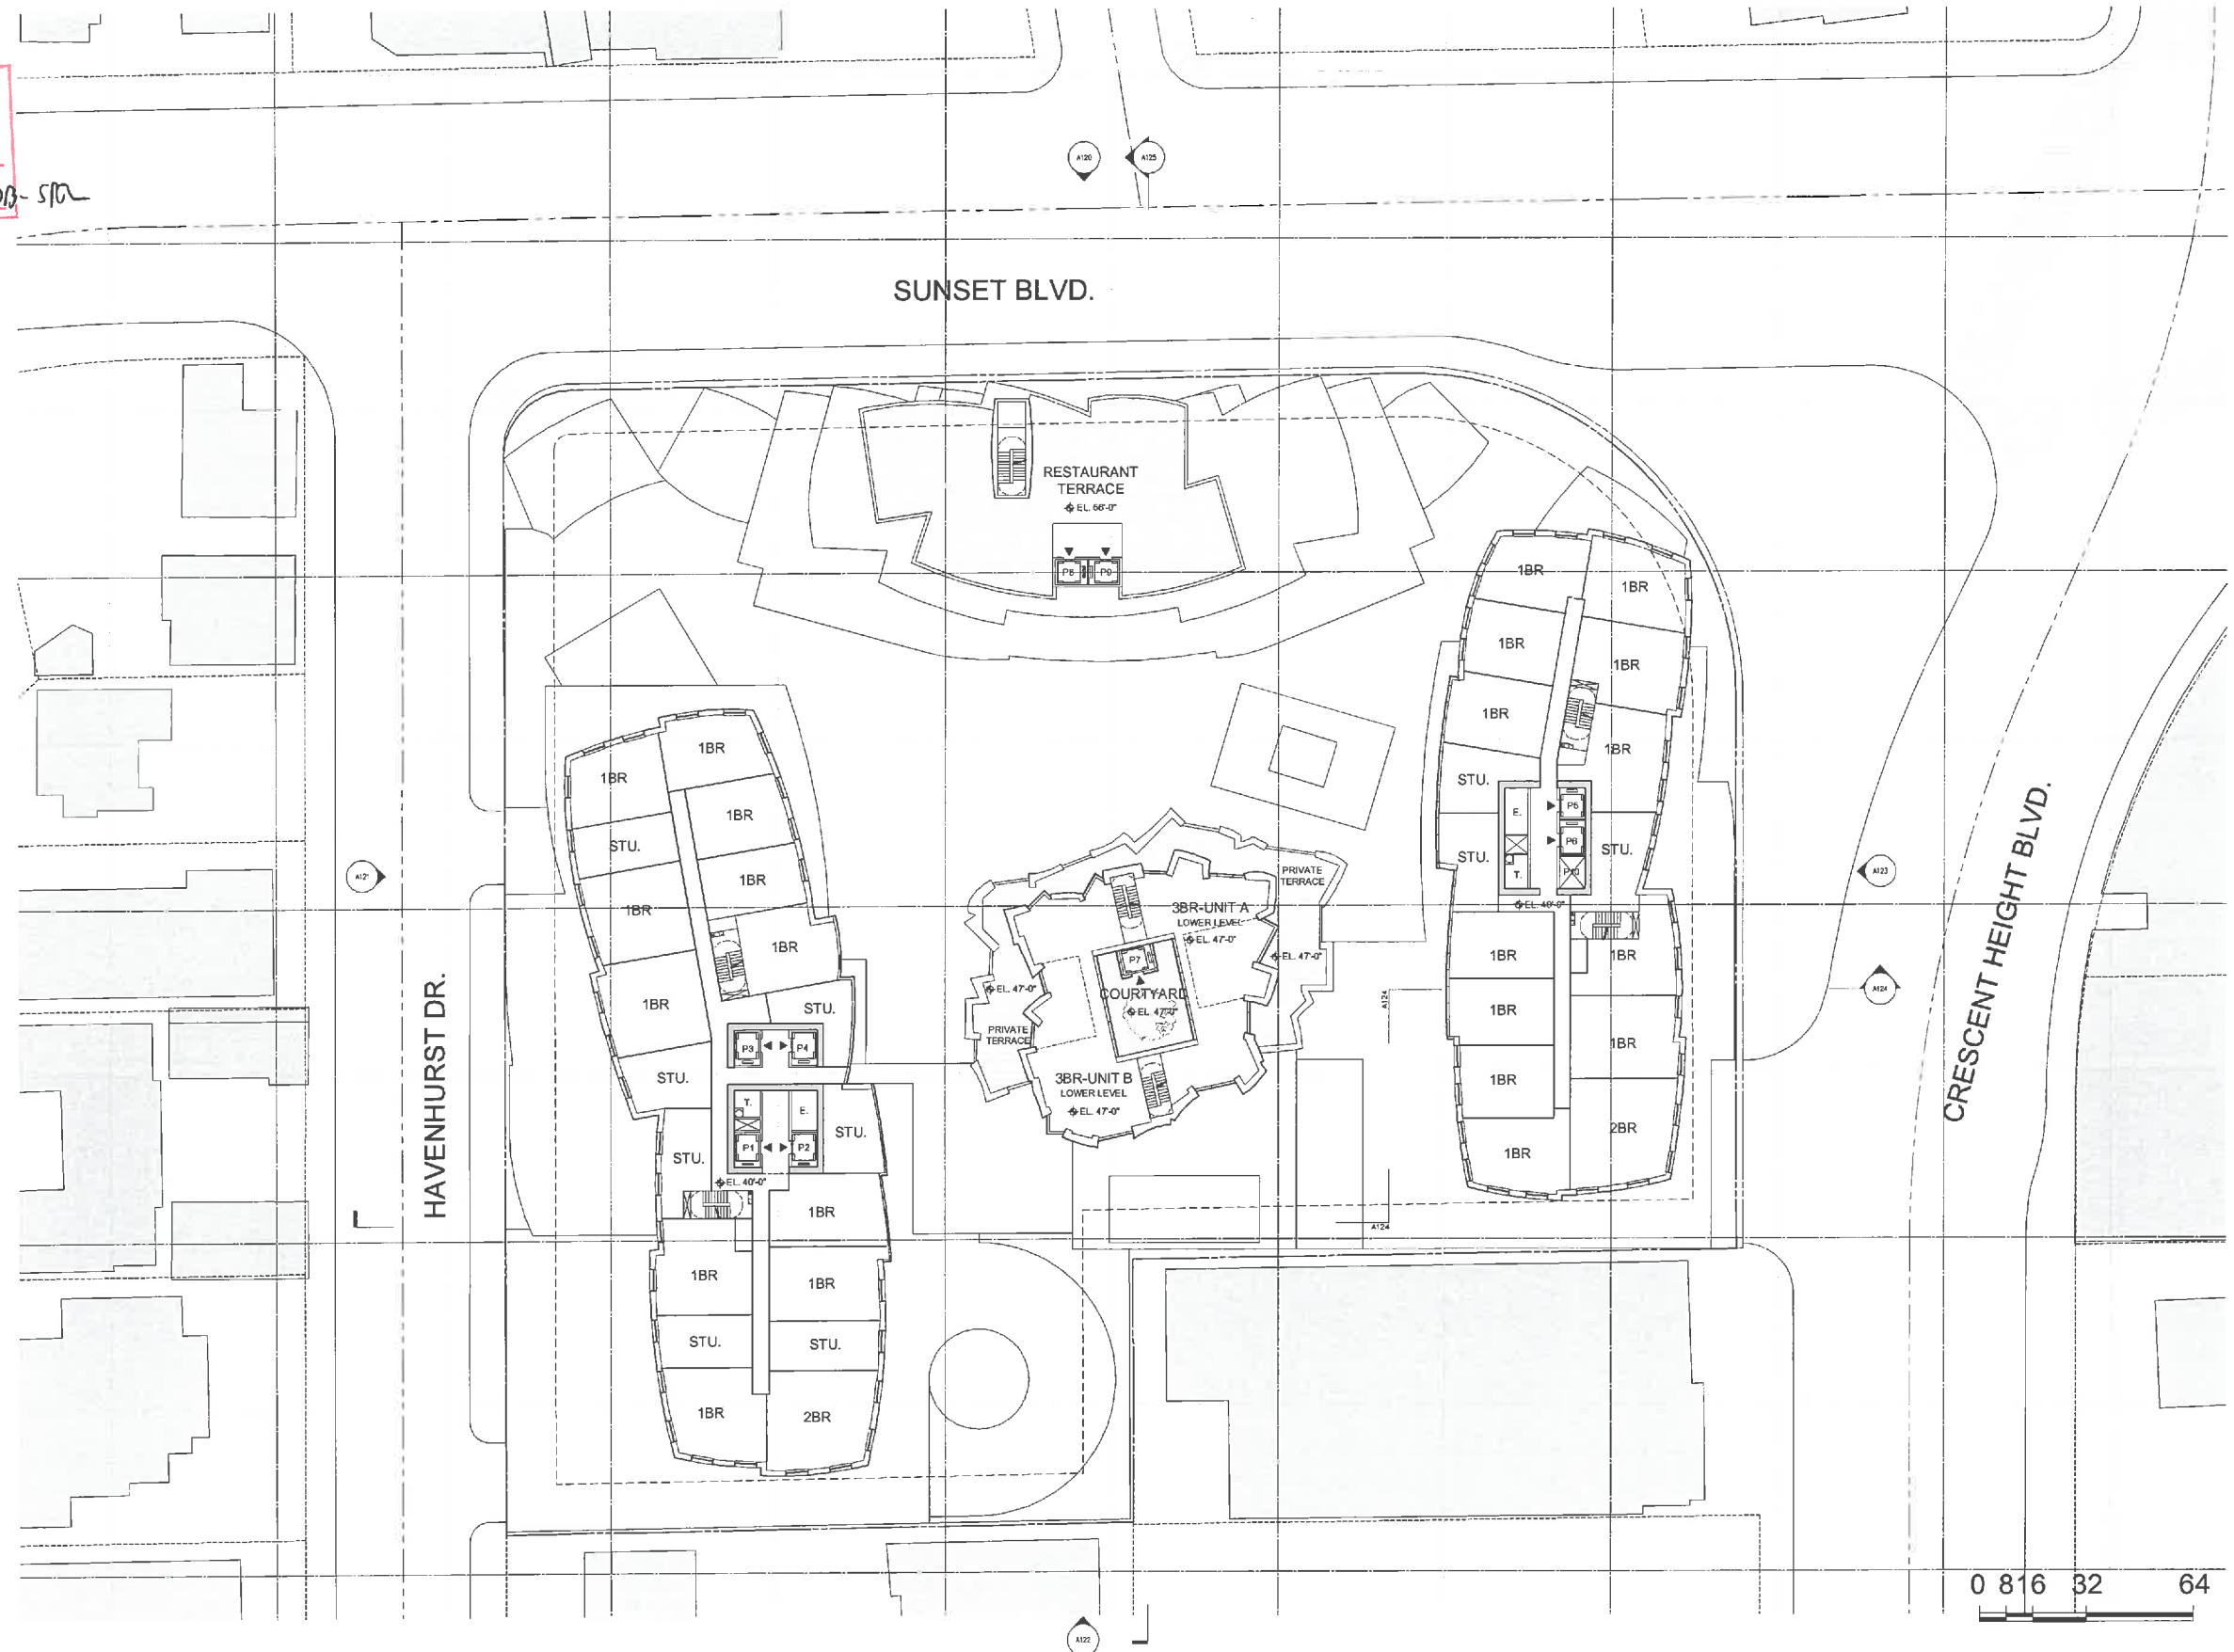 A120
A125
SUNSET BLVD.
RESTAURANT
TERRACE
EL. 56'-0"
P8
P9
1BR
1BR
1BR
1BR
1BR
1BR
STU.
E.
P5
P6
STU.
STU.
T.
P10
EL. 40'-0"
1BR
1BR
1BR
1BR
1BR
1BR
1BR
2BR
1BR
1BR
1BR
STU.
1BR
1BR
1BR
1BR
STU.
STU.
1BR
P3
P4
T.
E.
P1
P2
STU.
STU.
EL. 40'-0"
1BR
1BR
1BR
STU.
STU.
1BR
2BR
PRIVATE
TERRACE
3BR-UNIT A
LOWER LEVEL
EL. 47'-0"
EL. 47'-0"
P7
COURTYARD
EL. 47'-0"
EL. 47'-0"
PRIVATE
TERRACE
3BR-UNIT B
LOWER LEVEL
EL. 47'-0"
A124
A124
A121
A123
A124
HAVENHURST DR.
CRESCENT HEIGHT BLVD.
0 8 16 32 64
A122